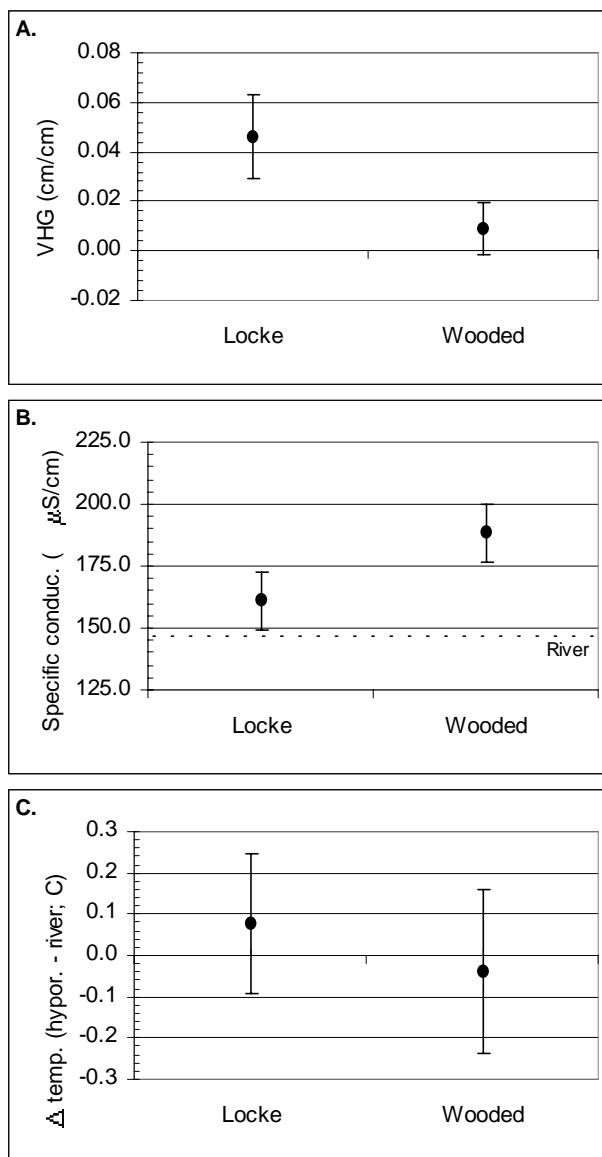 A.
VHG (cm/cm)
0.08
0.06
0.04
0.02
0.00
-0.02
Locke Wooded
B.
Specific conduc. ( µS/cm)
225.0
200.0
175.0
150.0
125.0
River
Locke Wooded
C.
Δ temp. (hypor. - river; C)
0.3
0.2
0.1
0.0
-0.1
-0.2
-0.3
Locke Wooded